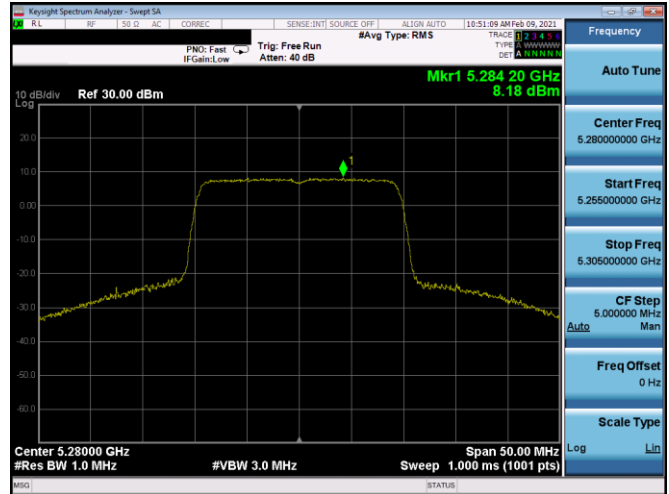 Keysight Spectrum Analyzer - Swept SA
LXI RL RF 50 Ω AC CORREC SENSE:INT SOURCE OFF ALIGN AUTO 10:51:09 AM Feb 09, 2021
#Avg Type: RMS
TRACE 1 2 3 4 5 6
PNO: Fast Trig: Free Run TYPE A WWWWW
IFGain:Low Atten: 40 dB DET A N N N N N
Mkr1 5.284 20 GHz
8.18 dBm
10 dB/div Ref 30.00 dBm
Log
20.0
10.0
1
0.00
-10.0
-20.0
-30.0
-40.0
-50.0
-60.0
Center 5.28000 GHz Span 50.00 MHz
#Res BW 1.0 MHz #VBW 3.0 MHz Sweep 1.000 ms (1001 pts)
MSG STATUS
Frequency
Auto Tune
Center Freq
5.280000000 GHz
Start Freq
5.255000000 GHz
Stop Freq
5.305000000 GHz
CF Step
5.000000 MHz
Auto Man
Freq Offset
0 Hz
Scale Type
Log Lin